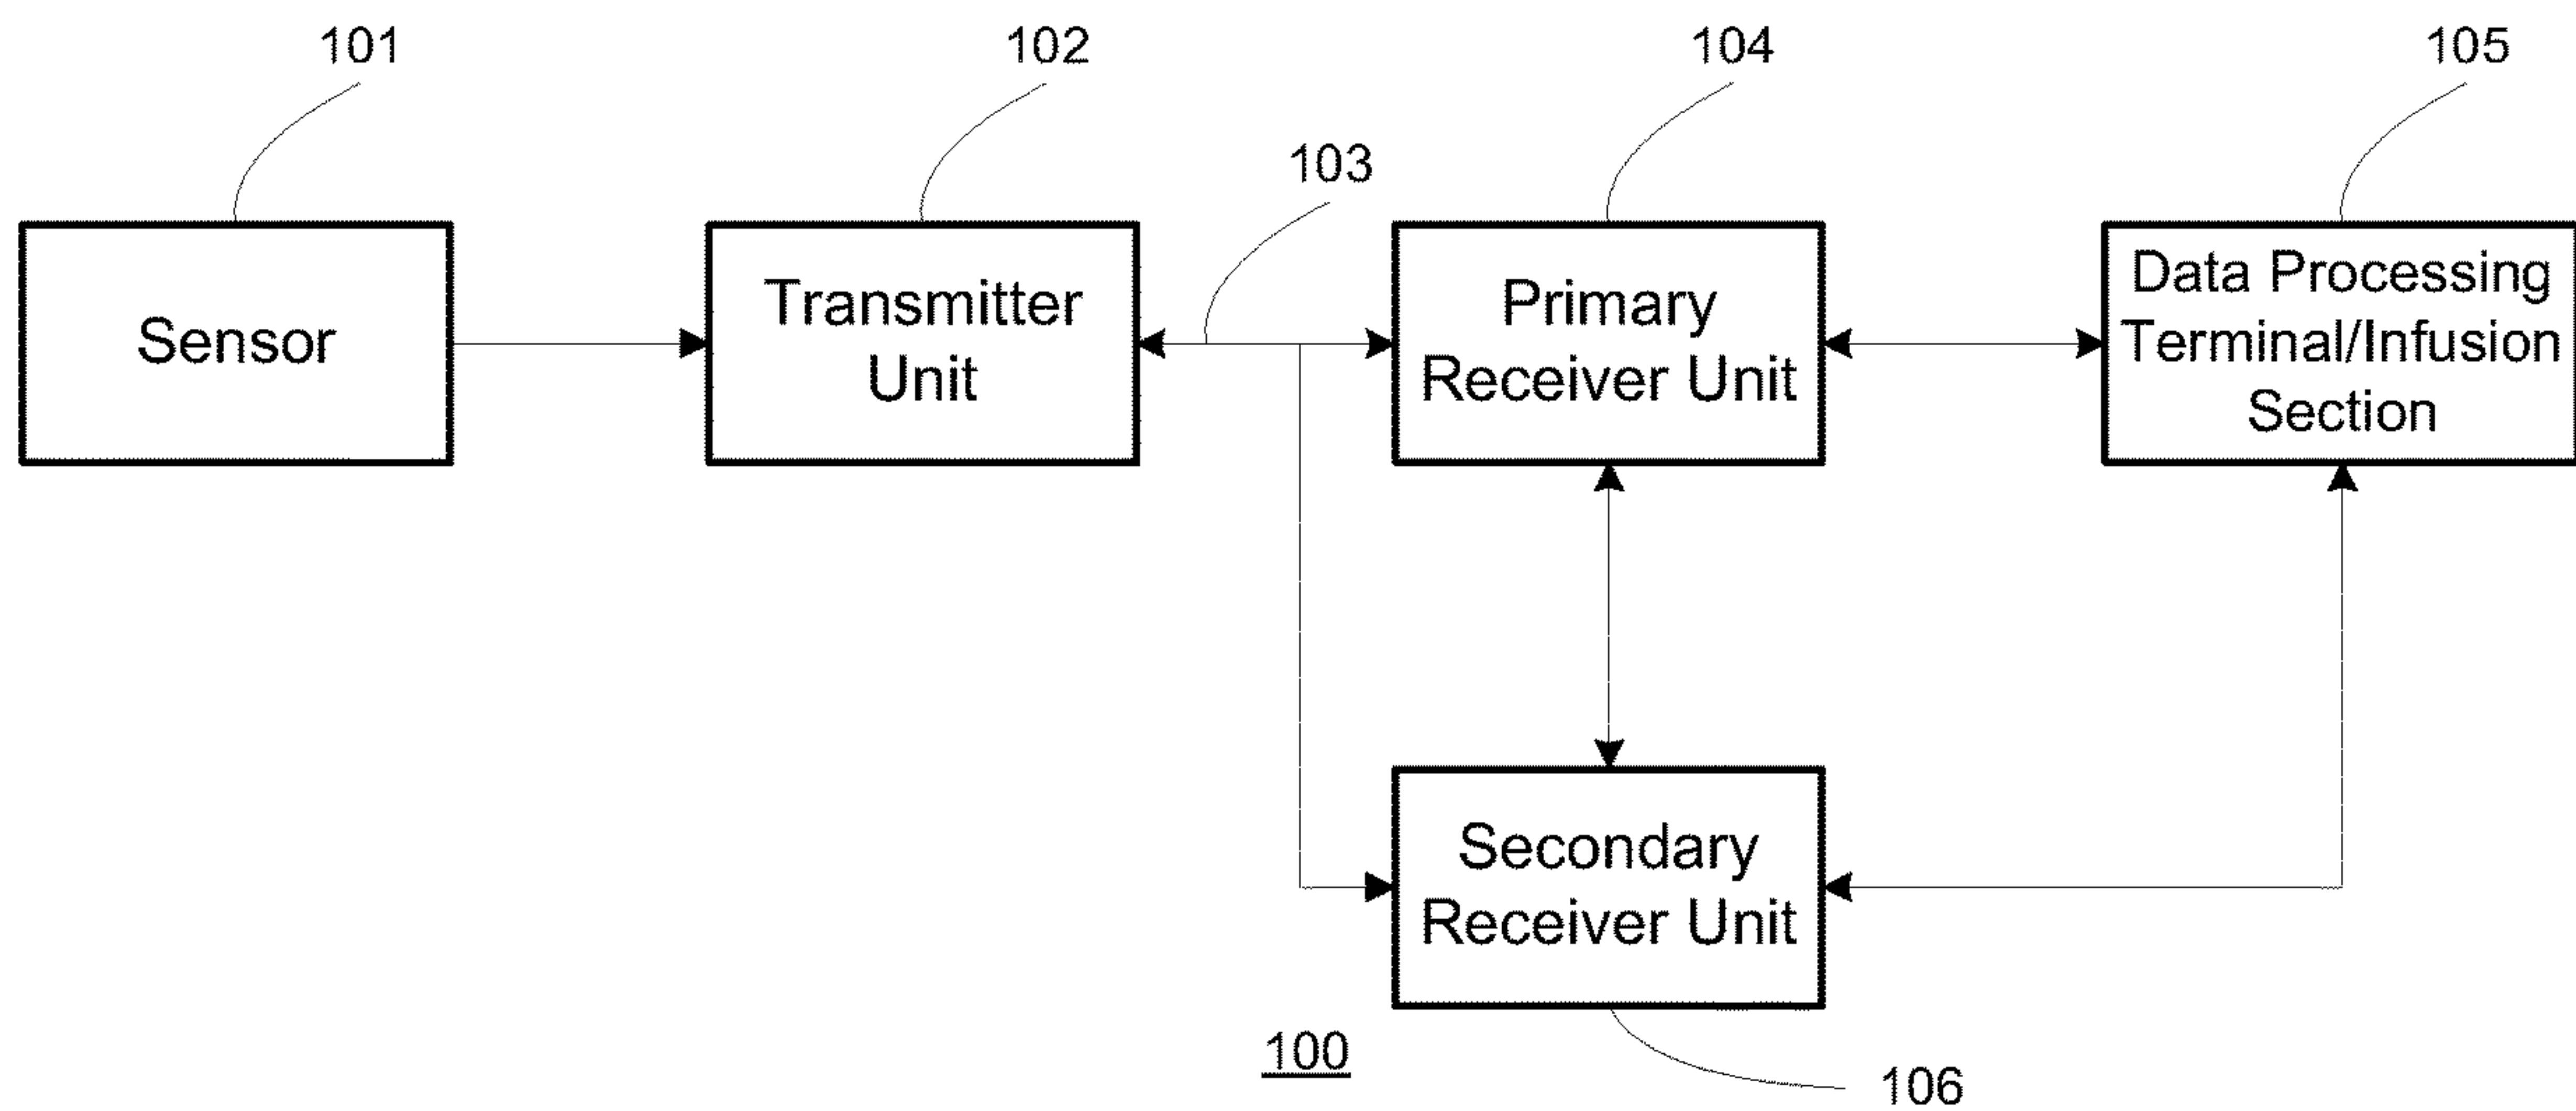 101
102
104
105
103
Sensor
Transmitter
Unit
Primary
Receiver Unit
Data Processing
Terminal/Infusion
Section
Secondary
Receiver Unit
100
106